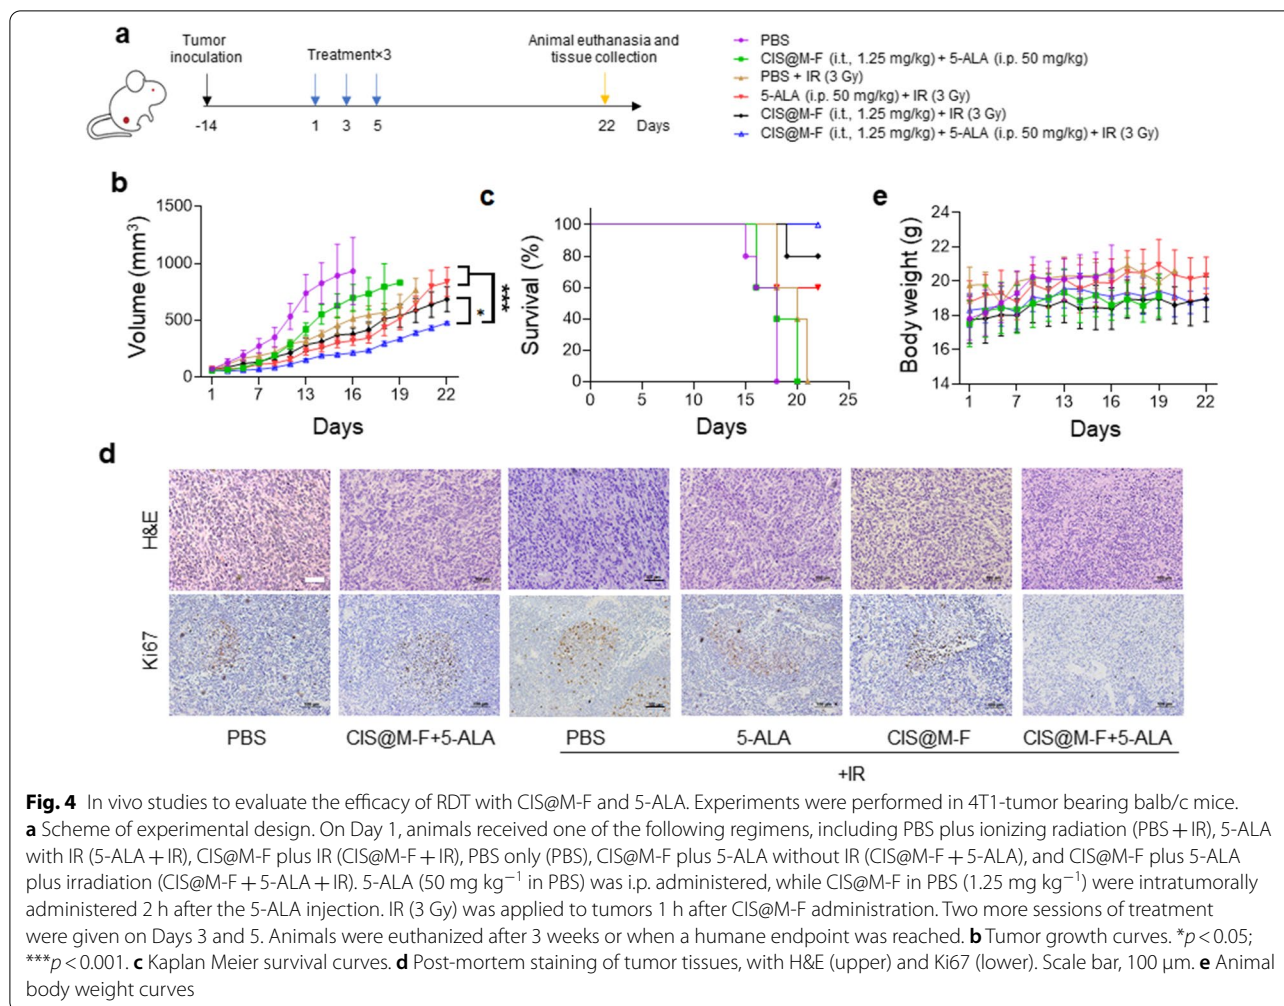 a
Tumor
inoculation
Treatment×3
Animal euthanasia and
tissue collection
-14
1
3
5
22
Days
PBS
CIS@M-F (i.t., 1.25 mg/kg) + 5-ALA (i.p. 50 mg/kg)
PBS + IR (3 Gy)
5-ALA (i.p. 50 mg/kg) + IR (3 Gy)
CIS@M-F (i.t., 1.25 mg/kg) + IR (3 Gy)
CIS@M-F (i.t., 1.25 mg/kg) + 5-ALA (i.p. 50 mg/kg) + IR (3 Gy)
b
Volume (mm³)
1500
1000
500
0
1 7 13 16 19 22
Days
*
***
c
Survival (%)
100
80
60
40
20
0
0 5 10 15 20 25
Days
e
Body weight (g)
24
22
20
18
16
14
1 7 13 16 19 22
Days
d
H&E
Ki67
PBS
CIS@M-F+5-ALA
PBS
5-ALA
CIS@M-F
CIS@M-F+5-ALA
+IR
Fig. 4 In vivo studies to evaluate the efficacy of RDT with CIS@M-F and 5-ALA. Experiments were performed in 4T1-tumor bearing balb/c mice.
a Scheme of experimental design. On Day 1, animals received one of the following regimens, including PBS plus ionizing radiation (PBS + IR), 5-ALA
with IR (5-ALA + IR), CIS@M-F plus IR (CIS@M-F + IR), PBS only (PBS), CIS@M-F plus 5-ALA without IR (CIS@M-F + 5-ALA), and CIS@M-F plus 5-ALA
plus irradiation (CIS@M-F + 5-ALA + IR). 5-ALA (50 mg kg⁻¹ in PBS) was i.p. administered, while CIS@M-F in PBS (1.25 mg kg⁻¹) were intratumorally
administered 2 h after the 5-ALA injection. IR (3 Gy) was applied to tumors 1 h after CIS@M-F administration. Two more sessions of treatment
were given on Days 3 and 5. Animals were euthanized after 3 weeks or when a humane endpoint was reached. b Tumor growth curves. *p < 0.05;
***p < 0.001. c Kaplan Meier survival curves. d Post-mortem staining of tumor tissues, with H&E (upper) and Ki67 (lower). Scale bar, 100 µm. e Animal
body weight curves